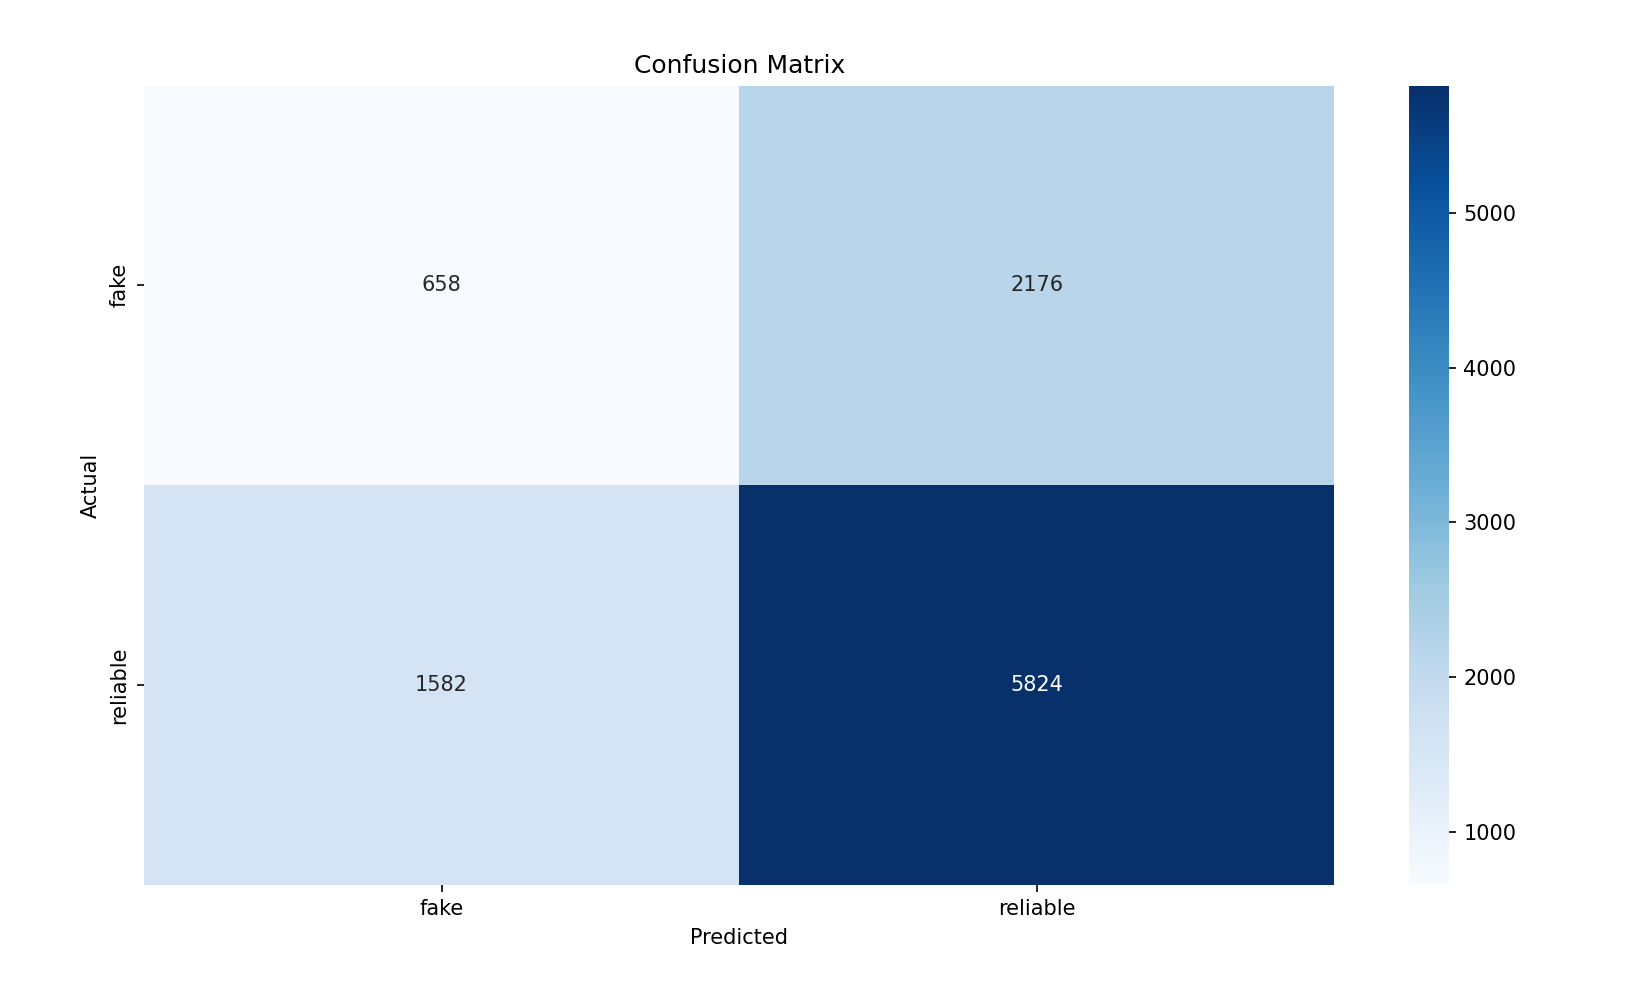 Confusion Matrix
Actual
fake
658
2176
reliable
1582
5824
fake
reliable
Predicted
5000
4000
3000
2000
1000